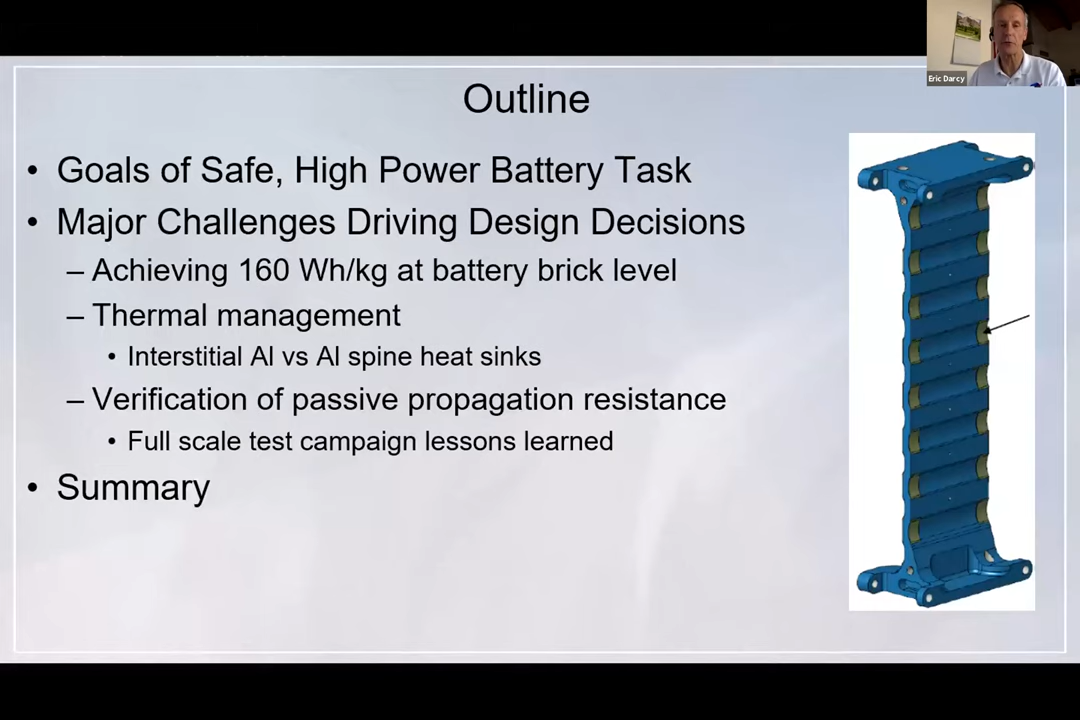 Eric Darcy
Outline
• Goals of Safe, High Power Battery Task
• Major Challenges Driving Design Decisions
– Achieving 160 Wh/kg at battery brick level
– Thermal management
• Interstitial Al vs Al spine heat sinks
– Verification of passive propagation resistance
• Full scale test campaign lessons learned
• Summary